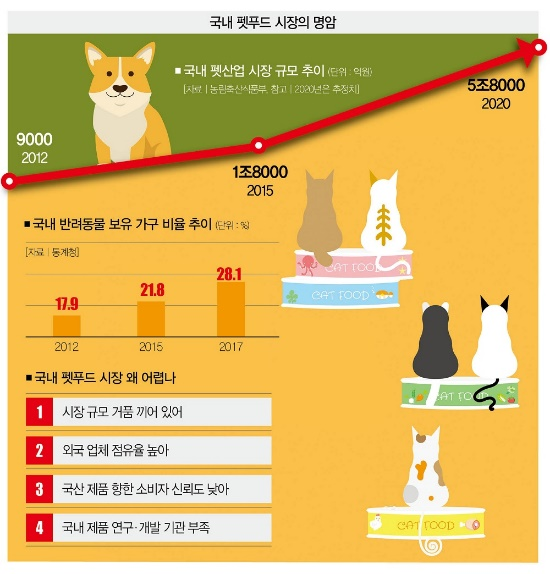 국내 펫푸드 시장의 명암
■ 국내 펫산업 시장 규모 추이 (단위 : 억원)
[자료 | 농림축산식품부, 참고 | 2020년은 추정치]
9000
2012
1조8000
2015
5조8000
2020
■ 국내 반려동물 보유 가구 비율 추이 (단위 : %)
[자료 | 통계청]
17.9
21.8
28.1
2012
2015
2017
■ 국내 펫푸드 시장 왜 어렵나
1 시장 규모 거품 끼어 있어
2 외국 업체 점유율 높아
3 국산 제품 향한 소비자 신뢰도 낮아
4 국내 제품 연구·개발 기관 부족
CAT FOOD
CAT FOOD
CAT FOOD
CAT FOOD